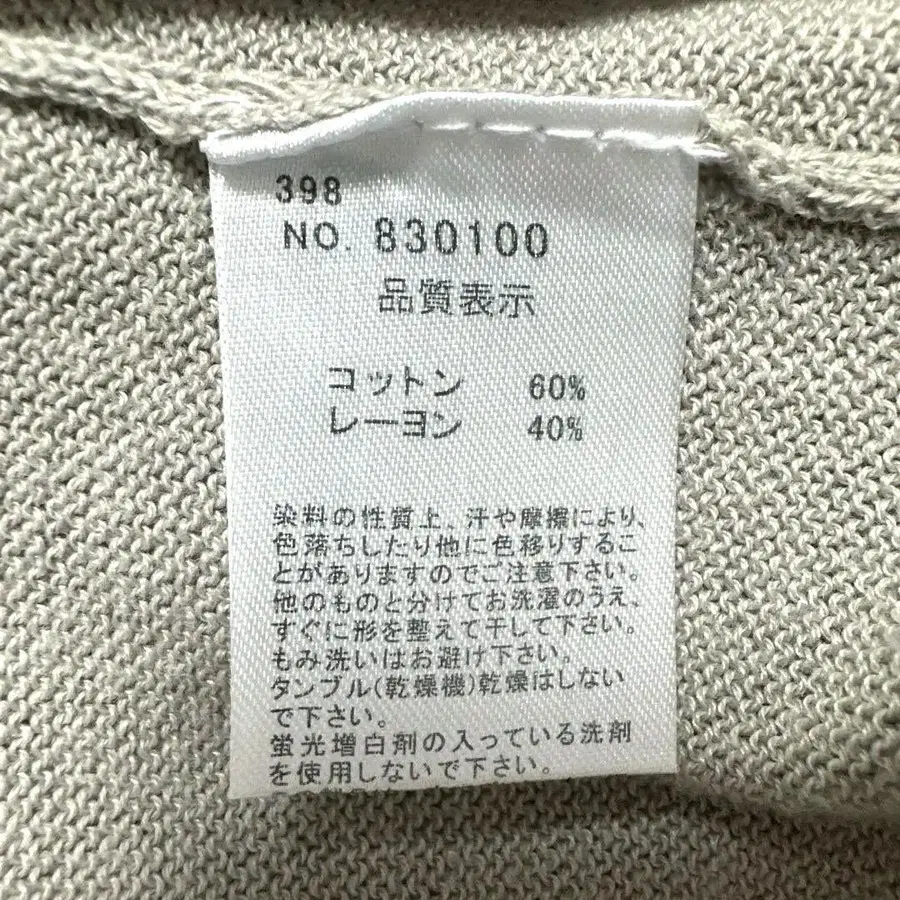 398
NO. 830100
品質表示
コットン 60%
レーヨン 40%
染料の性質上、汗や摩擦により、
色落ちしたり他に色移りするこ
とがありますのでご注意下さい。
他のものと分けてお洗濯のうえ、
すぐに形を整えて干して下さい。
もみ洗いはお避け下さい。
タンブル(乾燥機)乾燥はしない
で下さい。
蛍光増白剤の入っている洗剤
を使用しないで下さい。